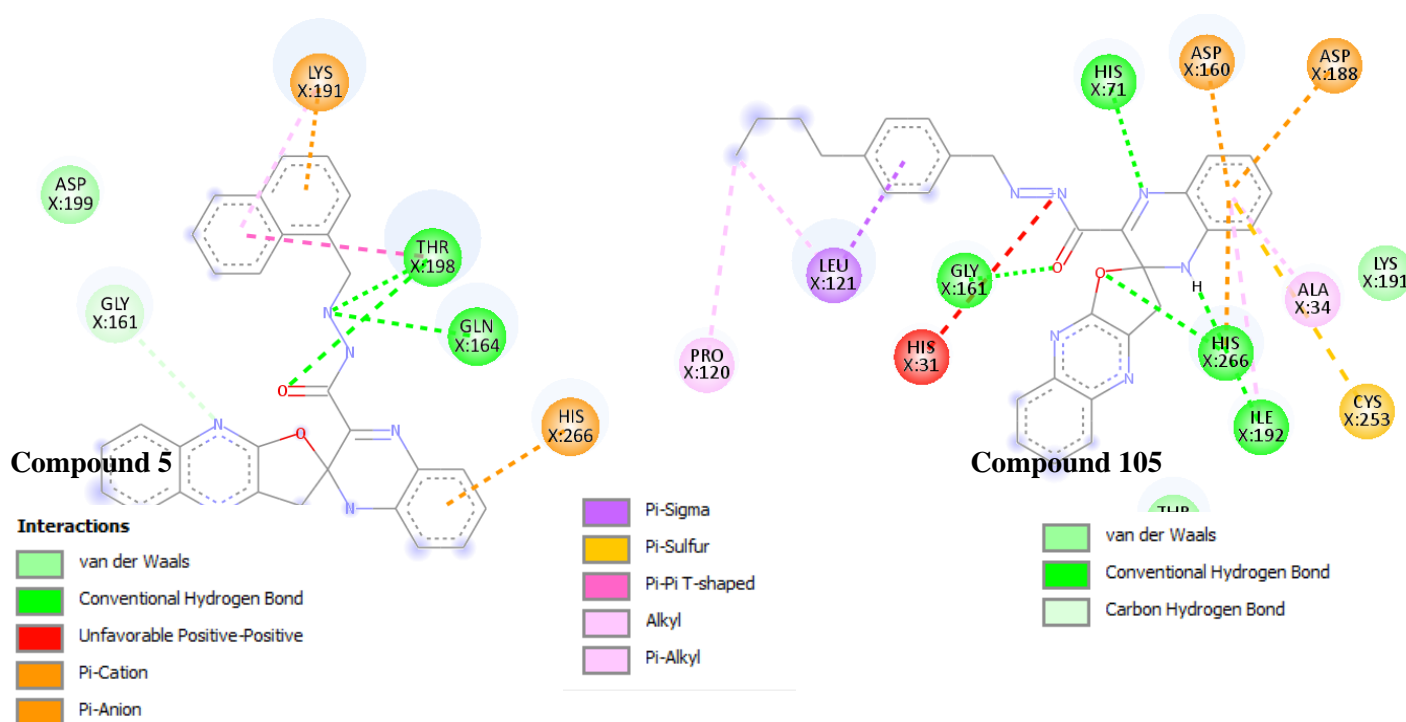 LYS
X:191
ASP
X:199
THR
X:198
GLY
X:161
GLN
X:164
N
N
O
HIS
X:266
N
O
N
N
N
Compound 5
HIS
X:71
ASP
X:160
ASP
X:188
N
N
+
N
O
O
N
H
LEU
X:121
GLY
X:161
LYS
X:191
ALA
X:34
HIS
X:31
HIS
X:266
PRO
X:120
N
N
CYS
X:253
ILE
X:192
Compound 105
THR
Interactions
van der Waals
Conventional Hydrogen Bond
Unfavorable Positive-Positive
Pi-Cation
Pi-Anion
Pi-Sigma
Pi-Sulfur
Pi-Pi T-shaped
Alkyl
Pi-Alkyl
van der Waals
Conventional Hydrogen Bond
Carbon Hydrogen Bond